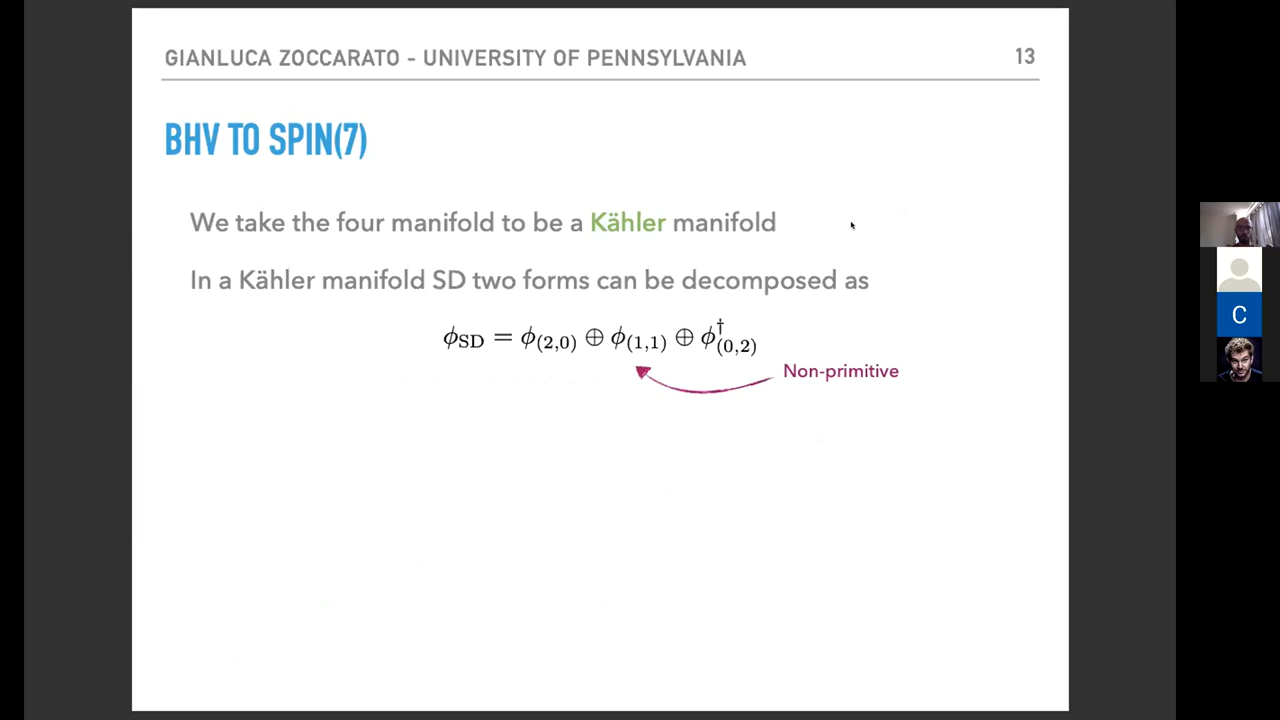 GIANLUCA ZOCCARATO - UNIVERSITY OF PENNSYLVANIA 13
BHV TO SPIN(7)
We take the four manifold to be a Kähler manifold
In a Kähler manifold SD two forms can be decomposed as
ϕ_SD = ϕ_(2,0) ⊕ ϕ_(1,1) ⊕ ϕ†_(0,2)
Non-primitive
C